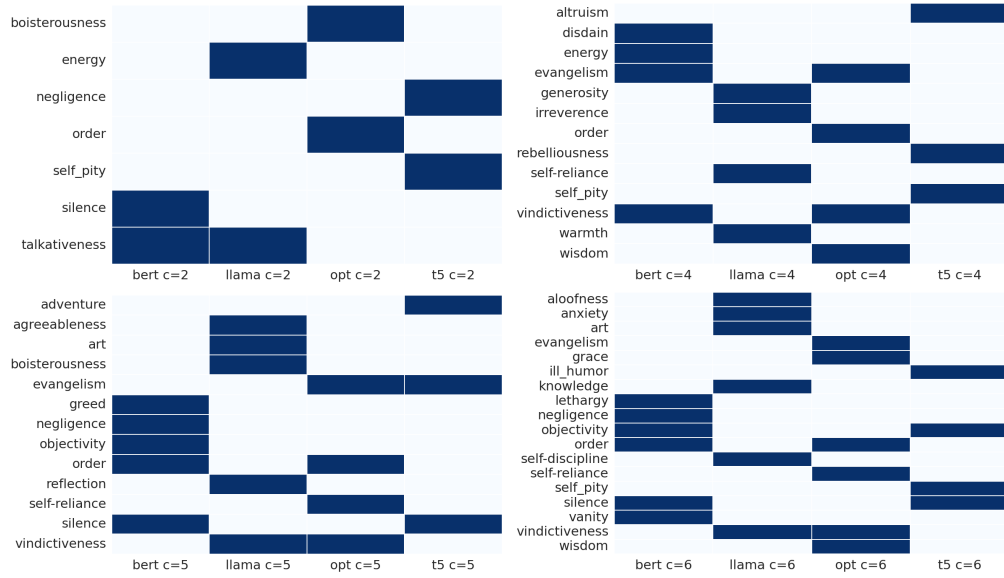 boisterousness
energy
negligence
order
self_pity
silence
talkativeness
bert c=2 llama c=2 opt c=2 t5 c=2
altruism
disdain
energy
evangelism
generosity
irreverence
order
rebelliousness
self-reliance
self_pity
vindictiveness
warmth
wisdom
bert c=4 llama c=4 opt c=4 t5 c=4
adventure
agreeableness
art
boisterousness
evangelism
greed
negligence
objectivity
order
reflection
self-reliance
silence
vindictiveness
bert c=5 llama c=5 opt c=5 t5 c=5
aloofness
anxiety
art
evangelism
grace
ill_humor
knowledge
lethargy
negligence
objectivity
order
self-discipline
self-reliance
self_pity
silence
vanity
vindictiveness
wisdom
bert c=6 llama c=6 opt c=6 t5 c=6